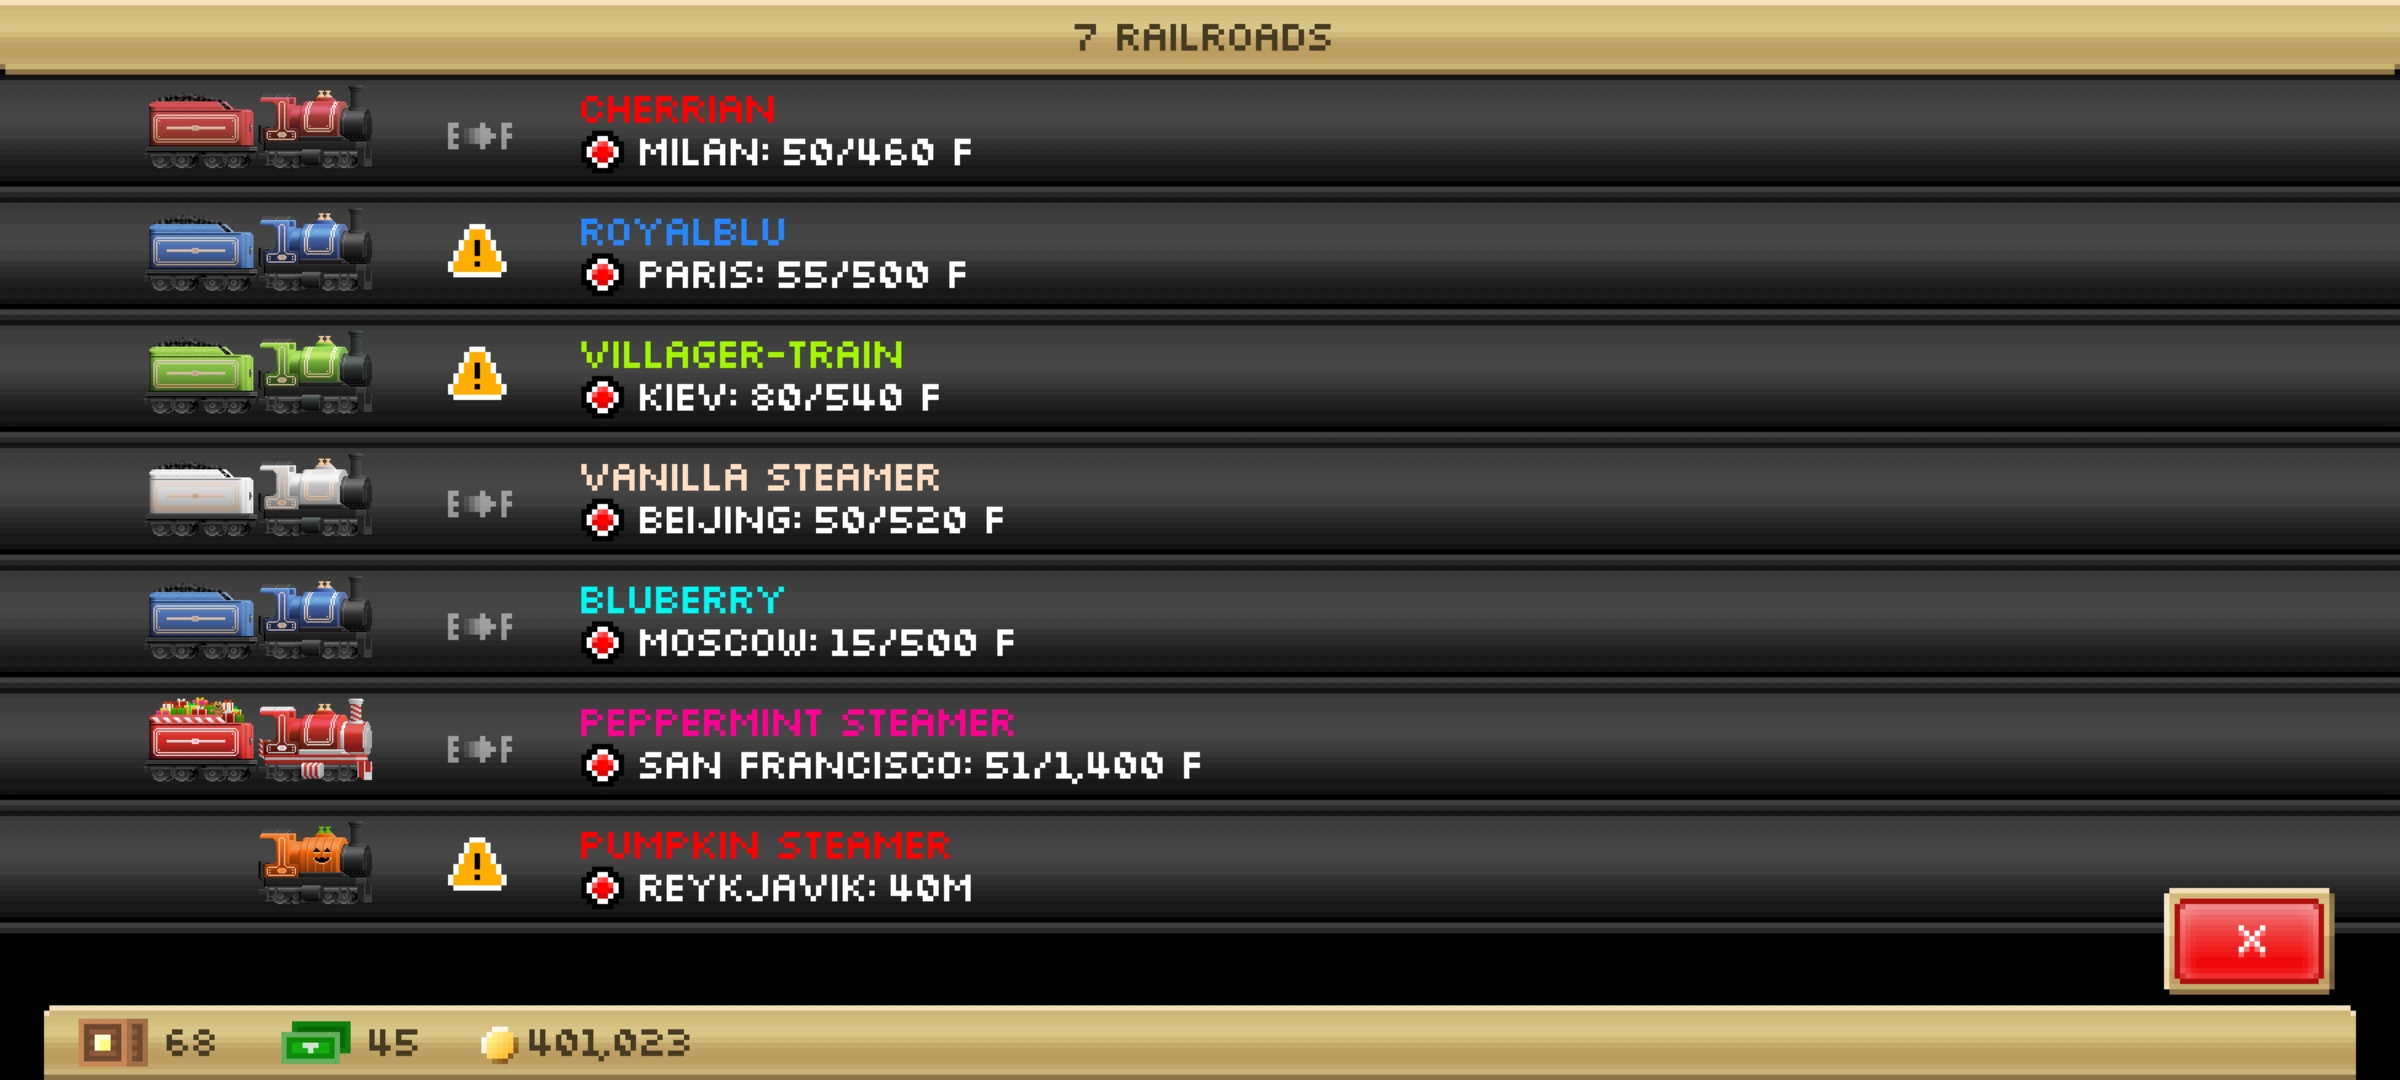 7 RAILROADS
CHERRIAN
E F
MILAN: 50/460 F
ROYALBLU
PARIS: 55/500 F
VILLAGER-TRAIN
KIEV: 80/540 F
VANILLA STEAMER
E F
BEIJING: 50/520 F
BLUBERRY
E F
MOSCOW: 15/500 F
PEPPERMINT STEAMER
E F
SAN FRANCISCO: 51/1,400 F
PUMPKIN STEAMER
REYKJAVIK: 40M
X
68 45 401,023